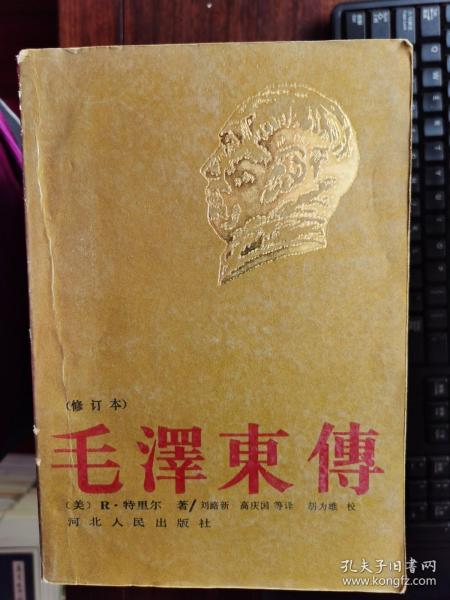 (修订本)
毛澤東傳
(美) R·特里尔 著/刘路新 高庆国 等译 胡为雄 校
河北人民出版社
孔夫子旧书网
www.kongfz.com